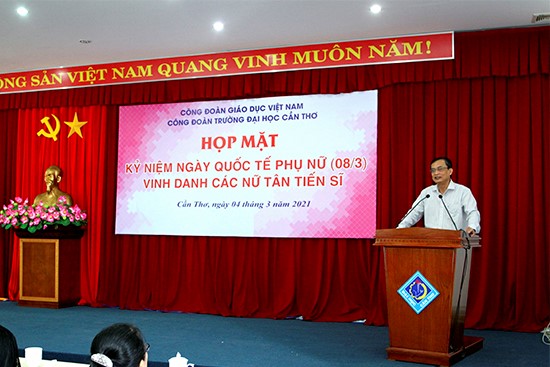 ỘNG SẢN VIỆT NAM QUANG VINH MUÔN NĂM!
CÔNG ĐOÀN GIÁO DỤC VIỆT NAM
CÔNG ĐOÀN TRƯỜNG ĐẠI HỌC CẦN THƠ
HỌP MẶT
KỶ NIỆM NGÀY QUỐC TẾ PHỤ NỮ (08/3)
VINH DANH CÁC NỮ TÂN TIẾN SĨ
Cần Thơ, ngày 04 tháng 3 năm 2021